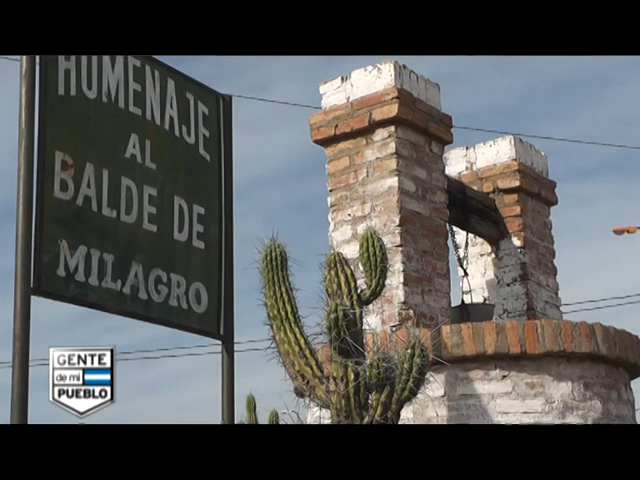 HOMENAJE
AL
BALDE DE
MILAGRO
GENTE
de mi
PUEBLO